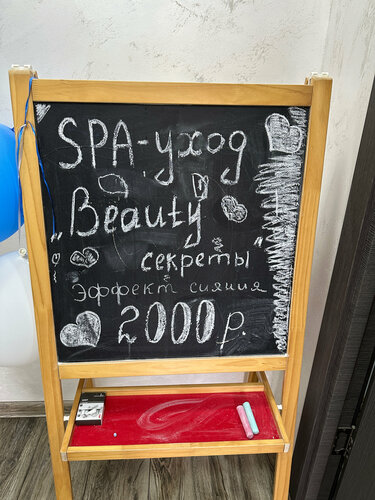 SPA-уход
„Beauty
секреты“
эффект сияния
2000р.